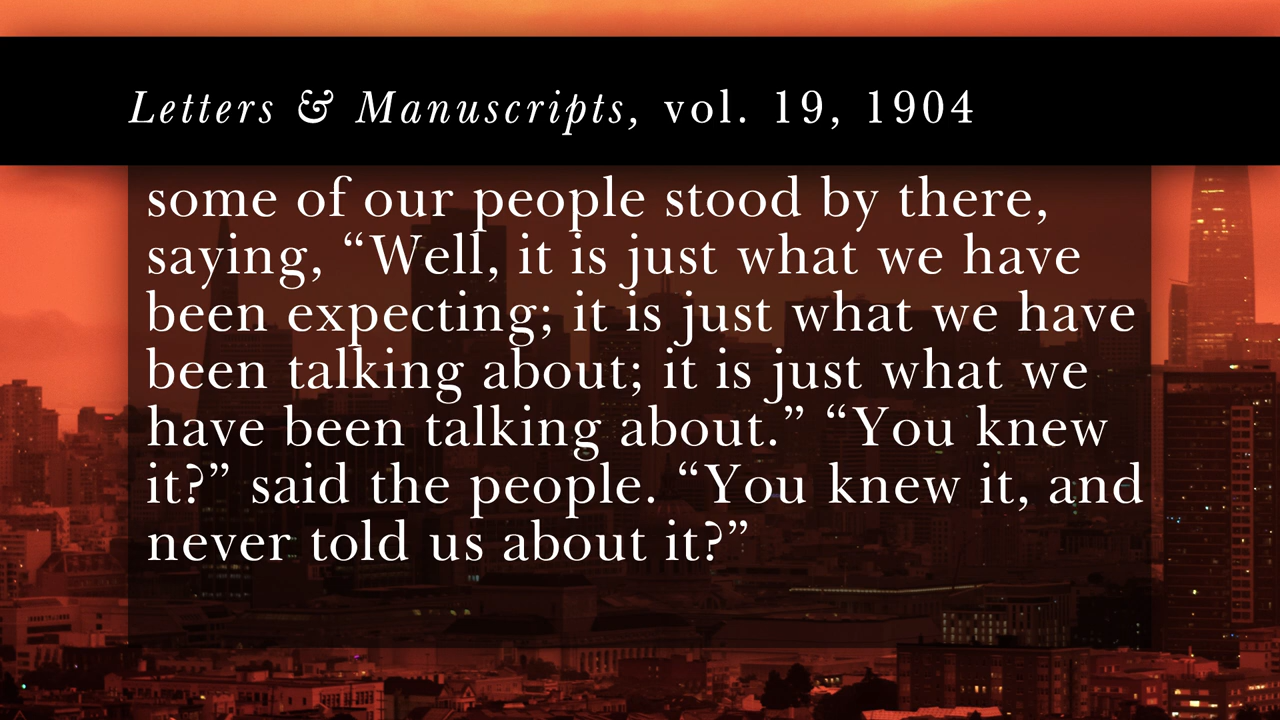 Letters & Manuscripts, vol. 19, 1904
some of our people stood by there,
saying, “Well, it is just what we have
been expecting; it is just what we have
been talking about; it is just what we
have been talking about.” “You knew
it?” said the people. “You knew it, and
never told us about it?”